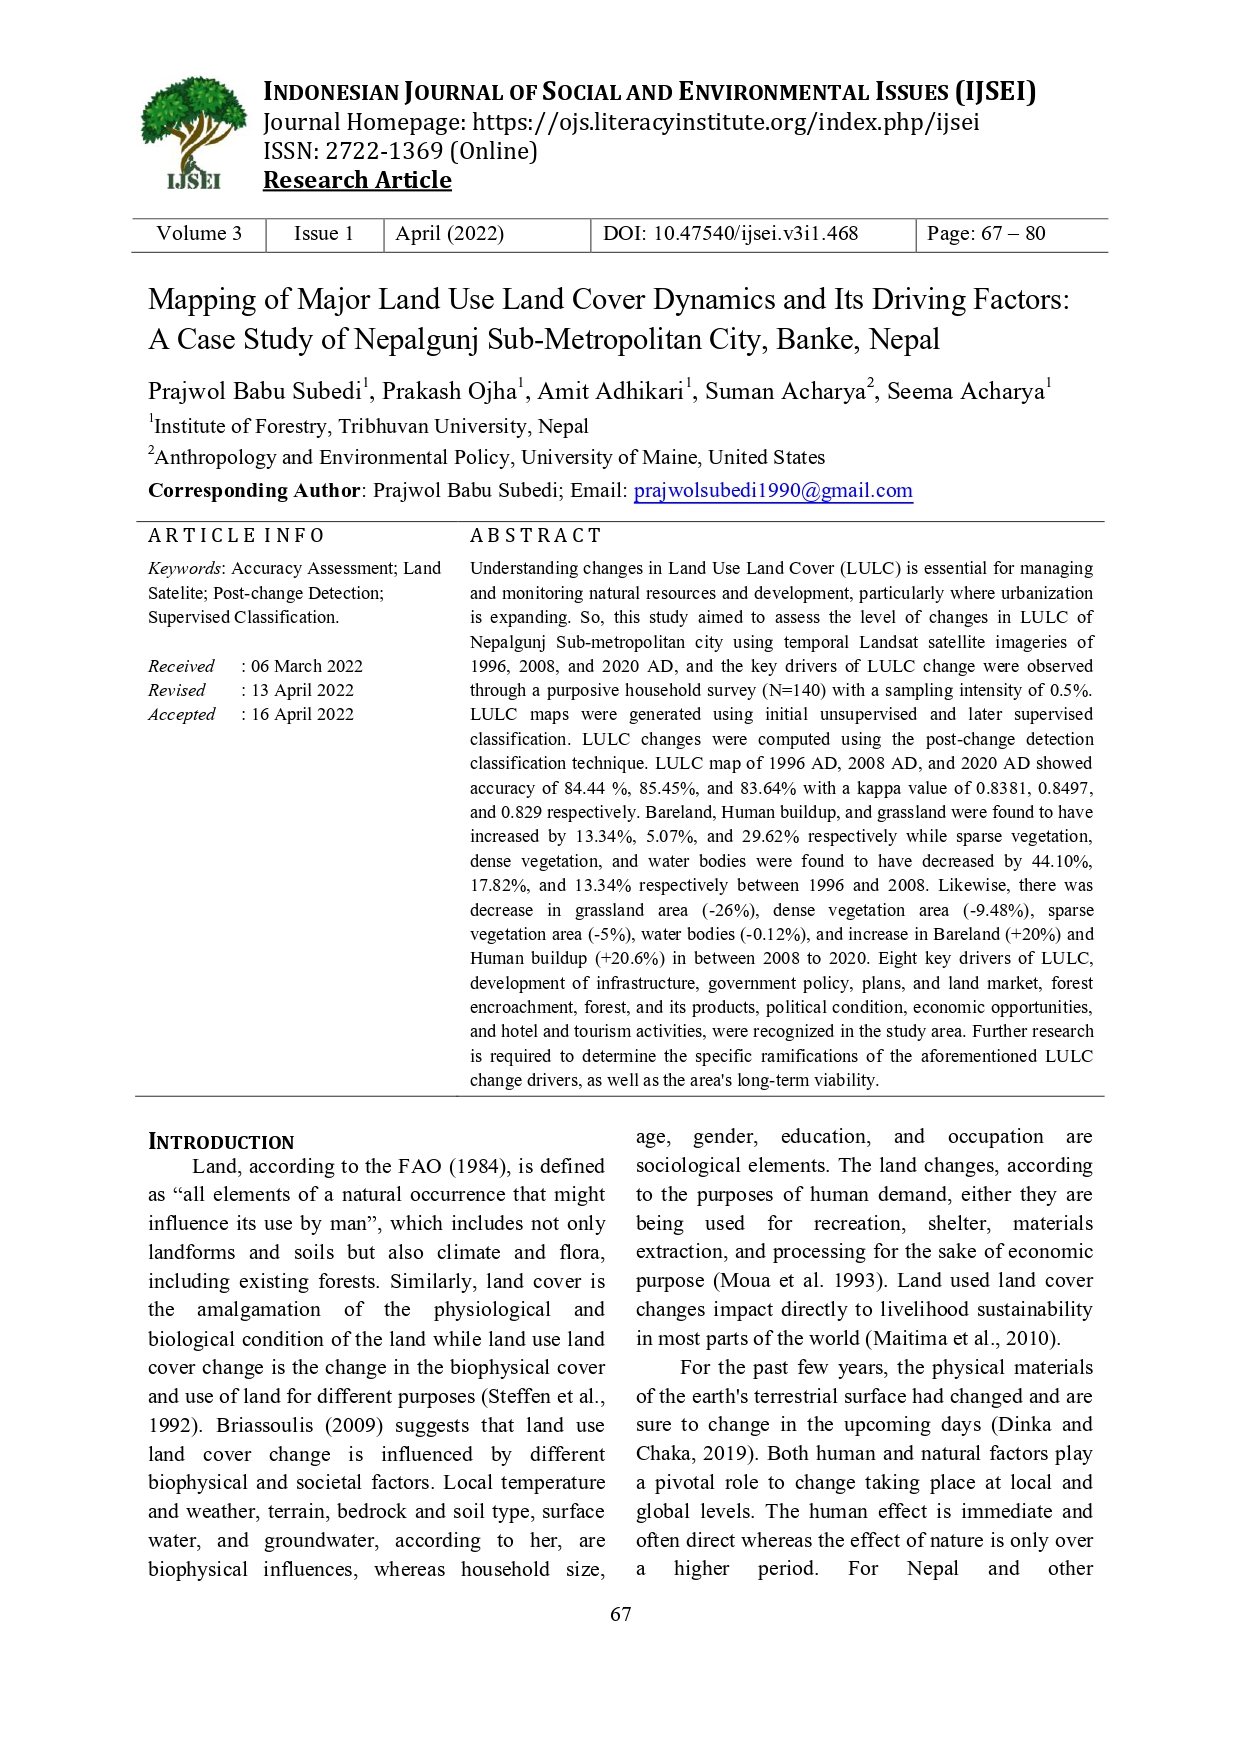 INDONESIAN JOURNAL OF SOCIAL AND ENVIRONMENTAL ISSUES (IJSEI)
Journal Homepage: https://ojs.literacyinstitute.org/index.php/ijsei
ISSN: 2722-1369 (Online)
Research Article
IJSEI
Volume 3 Issue 1 April (2022) DOI: 10.47540/ijsei.v3i1.468 Page: 67 – 80
Mapping of Major Land Use Land Cover Dynamics and Its Driving Factors:
A Case Study of Nepalgunj Sub-Metropolitan City, Banke, Nepal
Prajwol Babu Subedi1, Prakash Ojha1, Amit Adhikari1, Suman Acharya2, Seema Acharya1
1Institute of Forestry, Tribhuvan University, Nepal
2Anthropology and Environmental Policy, University of Maine, United States
Corresponding Author: Prajwol Babu Subedi; Email: prajwolsubedi1990@gmail.com
A R T I C L E I N F O
Keywords: Accuracy Assessment; Land
Satelite; Post-change Detection;
Supervised Classification.
Received : 06 March 2022
Revised : 13 April 2022
Accepted : 16 April 2022
A B S T R A C T
Understanding changes in Land Use Land Cover (LULC) is essential for managing
and monitoring natural resources and development, particularly where urbanization
is expanding. So, this study aimed to assess the level of changes in LULC of
Nepalgunj Sub-metropolitan city using temporal Landsat satellite imageries of
1996, 2008, and 2020 AD, and the key drivers of LULC change were observed
through a purposive household survey (N=140) with a sampling intensity of 0.5%.
LULC maps were generated using initial unsupervised and later supervised
classification. LULC changes were computed using the post-change detection
classification technique. LULC map of 1996 AD, 2008 AD, and 2020 AD showed
accuracy of 84.44 %, 85.45%, and 83.64% with a kappa value of 0.8381, 0.8497,
and 0.829 respectively. Bareland, Human buildup, and grassland were found to have
increased by 13.34%, 5.07%, and 29.62% respectively while sparse vegetation,
dense vegetation, and water bodies were found to have decreased by 44.10%,
17.82%, and 13.34% respectively between 1996 and 2008. Likewise, there was
decrease in grassland area (-26%), dense vegetation area (-9.48%), sparse
vegetation area (-5%), water bodies (-0.12%), and increase in Bareland (+20%) and
Human buildup (+20.6%) in between 2008 to 2020. Eight key drivers of LULC,
development of infrastructure, government policy, plans, and land market, forest
encroachment, forest, and its products, political condition, economic opportunities,
and hotel and tourism activities, were recognized in the study area. Further research
is required to determine the specific ramifications of the aforementioned LULC
change drivers, as well as the area's long-term viability.
INTRODUCTION
Land, according to the FAO (1984), is defined
as “all elements of a natural occurrence that might
influence its use by man”, which includes not only
landforms and soils but also climate and flora,
including existing forests. Similarly, land cover is
the amalgamation of the physiological and
biological condition of the land while land use land
cover change is the change in the biophysical cover
and use of land for different purposes (Steffen et al.,
1992). Briassoulis (2009) suggests that land use
land cover change is influenced by different
biophysical and societal factors. Local temperature
and weather, terrain, bedrock and soil type, surface
water, and groundwater, according to her, are
biophysical influences, whereas household size,
age, gender, education, and occupation are
sociological elements. The land changes, according
to the purposes of human demand, either they are
being used for recreation, shelter, materials
extraction, and processing for the sake of economic
purpose (Moua et al. 1993). Land used land cover
changes impact directly to livelihood sustainability
in most parts of the world (Maitima et al., 2010).
For the past few years, the physical materials
of the earth's terrestrial surface had changed and are
sure to change in the upcoming days (Dinka and
Chaka, 2019). Both human and natural factors play
a pivotal role to change taking place at local and
global levels. The human effect is immediate and
often direct whereas the effect of nature is only over
a higher period. For Nepal and other
67